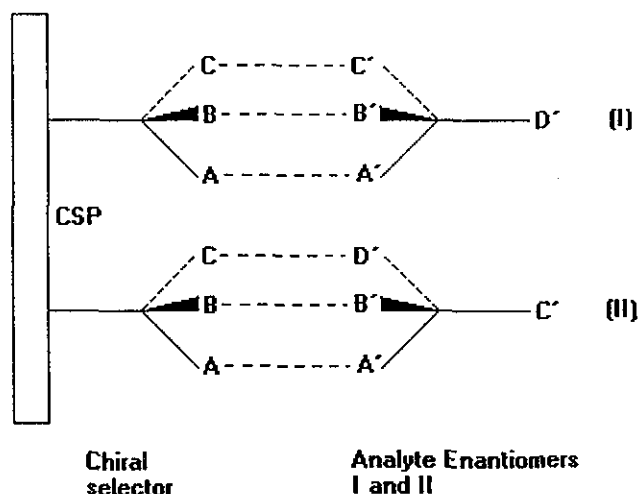 C C´
B B´ D´ (I)
A A´
CSP
C D´
B B´ C´ (II)
A A´
Chiral Analyte Enantiomers
selector I and II